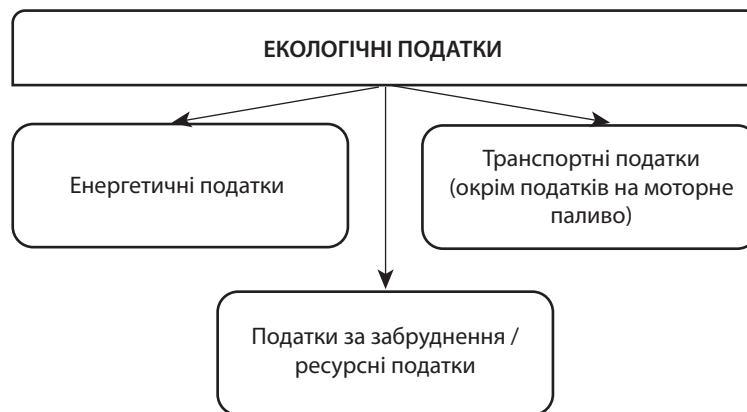 ЕКОЛОГІЧНІ ПОДАТКИ
Енергетичні податки
Транспортні податки
(окрім податків на моторне
паливо)
Податки за забруднення /
ресурсні податки